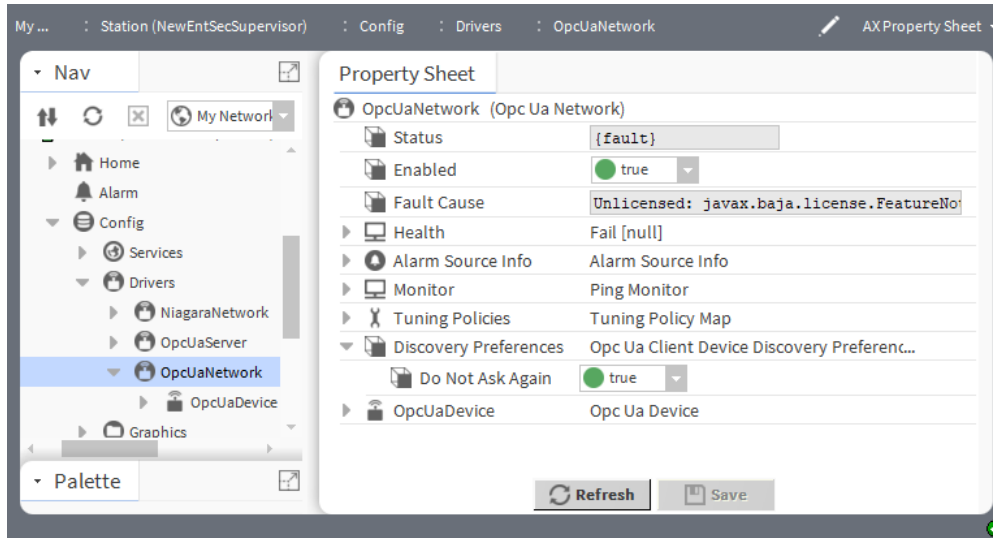 My ... : Station (NewEntSecSupervisor) : Config : Drivers : OpcUaNetwork AX Property Sheet
Nav
My Network
Home
Alarm
Config
Services
Drivers
NiagaraNetwork
OpcUaServer
OpcUaNetwork
OpcUaDevice
Graphics
Palette
Property Sheet
OpcUaNetwork (Opc Ua Network)
Status {fault}
Enabled true
Fault Cause Unlicensed: javax.baja.license.FeatureNo
Health Fail [null]
Alarm Source Info Alarm Source Info
Monitor Ping Monitor
Tuning Policies Tuning Policy Map
Discovery Preferences Opc Ua Client Device Discovery Preferenc...
Do Not Ask Again true
OpcUaDevice Opc Ua Device
Refresh Save